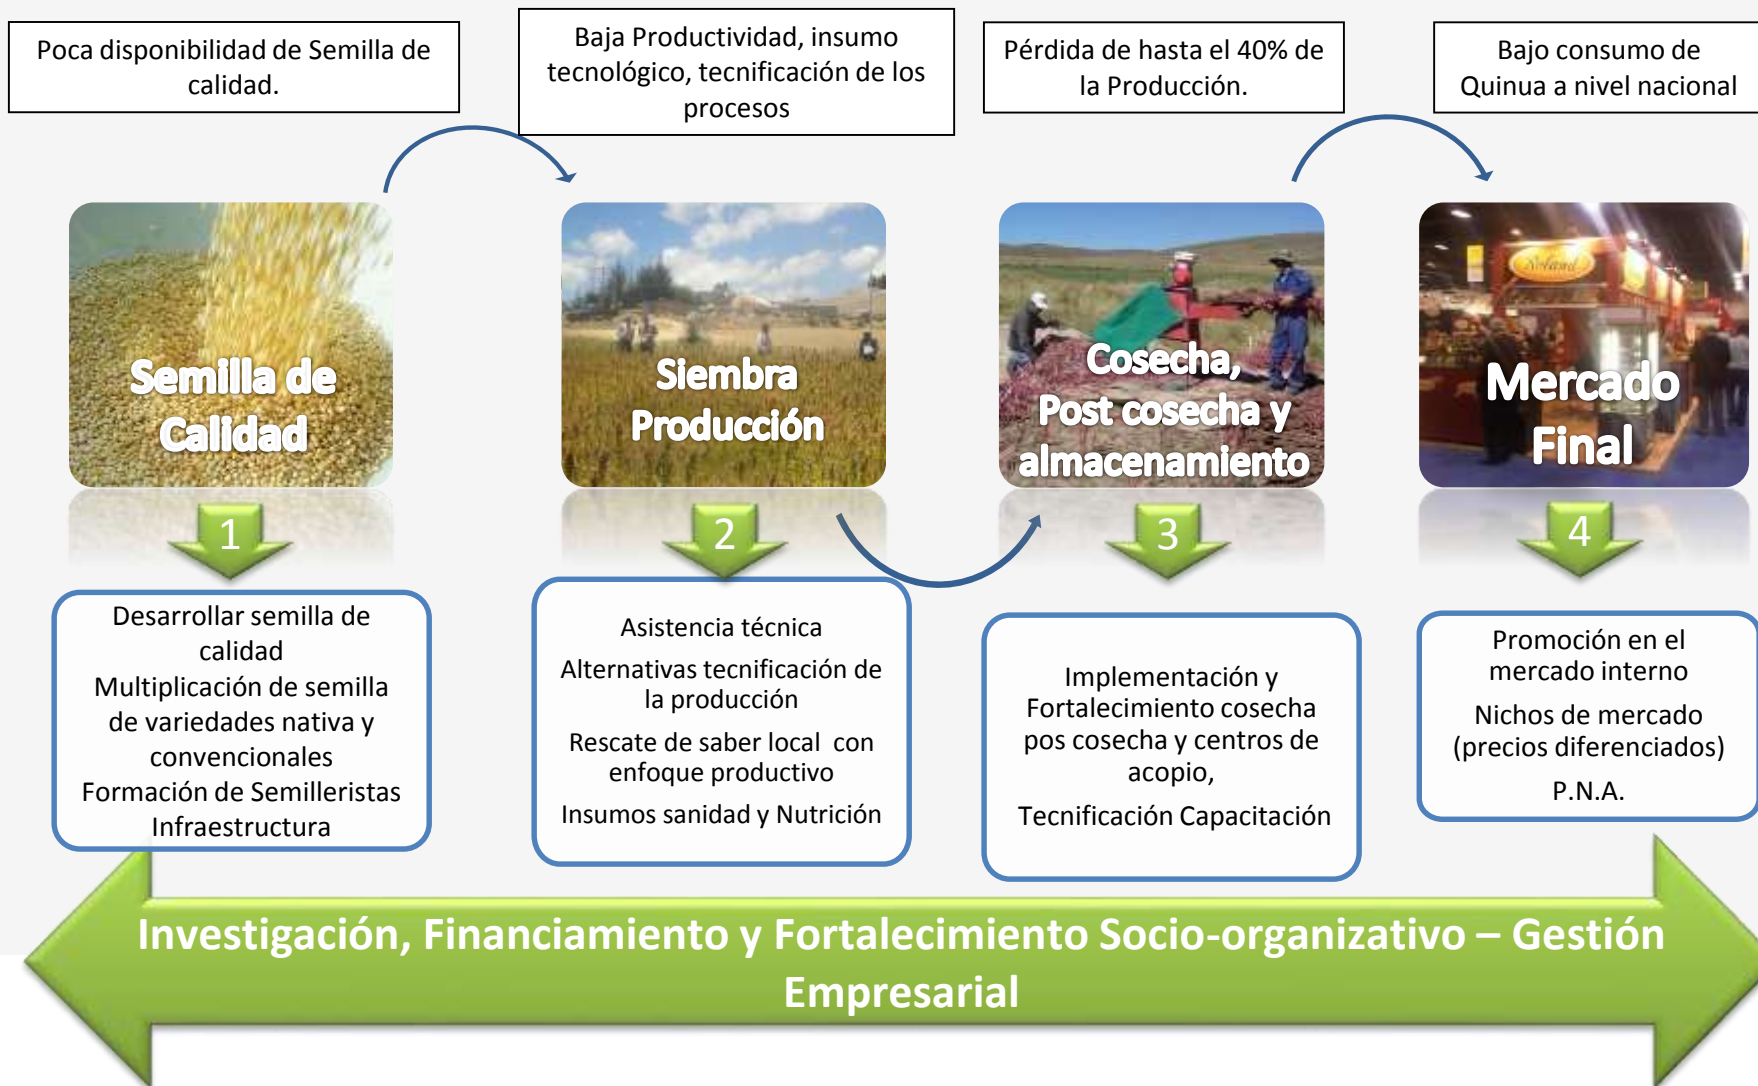 Poca disponibilidad de Semilla de
calidad.
Baja Productividad, insumo
tecnológico, tecnificación de los
procesos
Pérdida de hasta el 40% de
la Producción.
Bajo consumo de
Quinua a nivel nacional
Semilla de
Calidad
Siembra
Producción
Cosecha,
Post cosecha y
almacenamiento
Roland
Mercado
Final
1
2
3
4
Desarrollar semilla de
calidad
Multiplicación de semilla
de variedades nativa y
convencionales
Formación de Semilleristas
Infraestructura
Asistencia técnica
Alternativas tecnificación de
la producción
Rescate de saber local con
enfoque productivo
Insumos sanidad y Nutrición
Implementación y
Fortalecimiento cosecha
pos cosecha y centros de
acopio,
Tecnificación Capacitación
Promoción en el
mercado interno
Nichos de mercado
(precios diferenciados)
P.N.A.
Investigación, Financiamiento y Fortalecimiento Socio-organizativo – Gestión
Empresarial